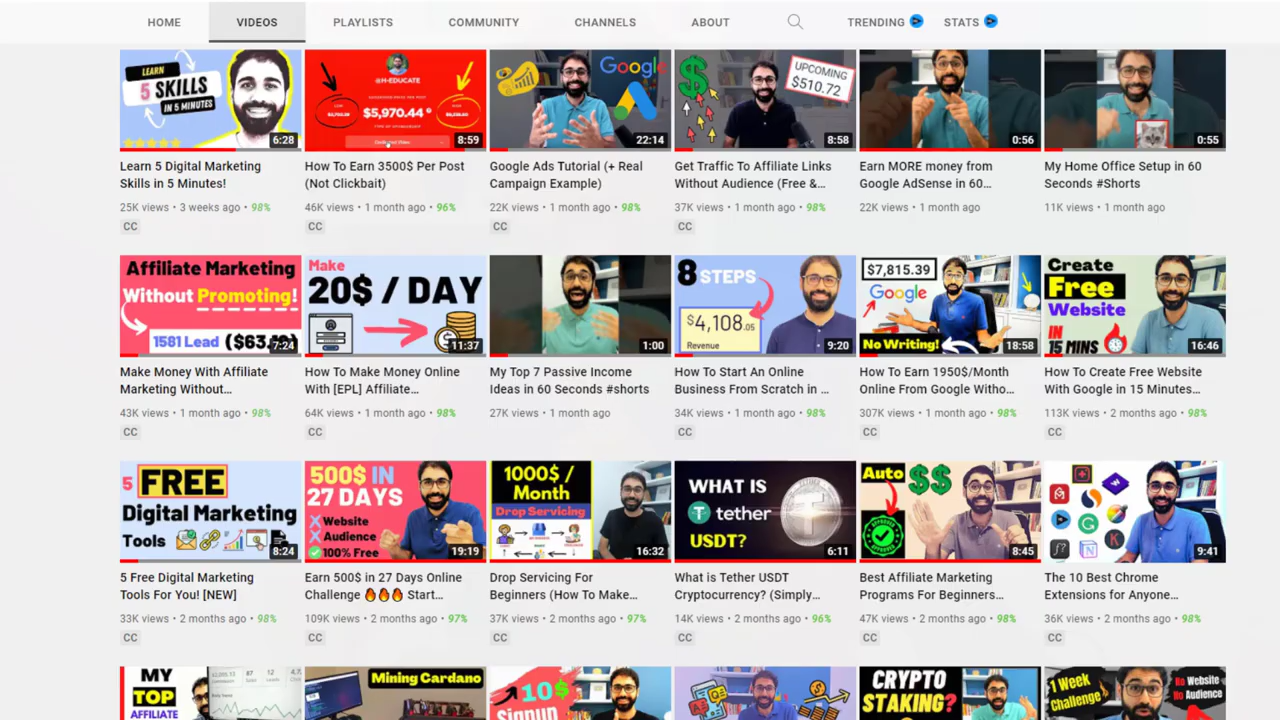 HOME VIDEOS PLAYLISTS COMMUNITY CHANNELS ABOUT TRENDING STATS
LEARN
5 SKILLS
IN 5 MINUTES!
6:28
@H-EDUCATE
$5,970.44
8:59
Google
22:14
UPCOMING
$510.72
8:58
0:56
0:55
Learn 5 Digital Marketing
Skills in 5 Minutes!
25K views • 3 weeks ago • 98%
CC
How To Earn 3500$ Per Post
(Not Clickbait)
46K views • 1 month ago • 96%
CC
Google Ads Tutorial (+ Real
Campaign Example)
22K views • 1 month ago • 98%
CC
Get Traffic To Affiliate Links
Without Audience (Free &...
37K views • 1 month ago • 98%
CC
Earn MORE money from
Google AdSense in 60...
22K views • 1 month ago
My Home Office Setup in 60
Seconds #Shorts
11K views • 1 month ago
Affiliate Marketing
Without Promoting!
1581 Lead
7:24
Make
20$ / DAY
11:37
1:00
8 STEPS
$4,108.05
Revenue
9:20
$7,815.39
Google
No Writing!
18:58
Create
Free
Website
IN
15 MINS
16:46
Make Money With Affiliate
Marketing Without...
43K views • 1 month ago • 98%
CC
How To Make Money Online
With [EPL] Affiliate...
64K views • 1 month ago • 98%
CC
My Top 7 Passive Income
Ideas in 60 Seconds #shorts
27K views • 1 month ago
How To Start An Online
Business From Scratch in ...
34K views • 1 month ago • 98%
CC
How To Earn 1950$/Month
Online From Google Witho...
307K views • 1 month ago • 98%
CC
How To Create Free Website
With Google in 15 Minutes...
113K views • 2 months ago • 98%
CC
5 FREE
Digital Marketing
Tools
8:24
500$ IN
27 DAYS
Website
Audience
100% Free
19:19
1000$ /
Month
Drop Servicing
16:32
WHAT IS
tether
USDT?
6:11
Auto $$
APPROVED
8:45
9:41
5 Free Digital Marketing
Tools For You! [NEW]
33K views • 2 months ago • 98%
CC
Earn 500$ in 27 Days Online
Challenge 🔥🔥🔥 Start...
109K views • 2 months ago • 97%
CC
Drop Servicing For
Beginners (How To Make...
37K views • 2 months ago • 97%
CC
What is Tether USDT
Cryptocurrency? (Simply...
14K views • 2 months ago • 96%
CC
Best Affiliate Marketing
Programs For Beginners...
47K views • 2 months ago • 98%
CC
The 10 Best Chrome
Extensions for Anyone...
36K views • 2 months ago • 98%
CC
MY
TOP
AFFILIATE
Mining Cardano
10$
Signup
CRYPTO
STAKING?
1 Week
Challenge!
No Website
No Audience